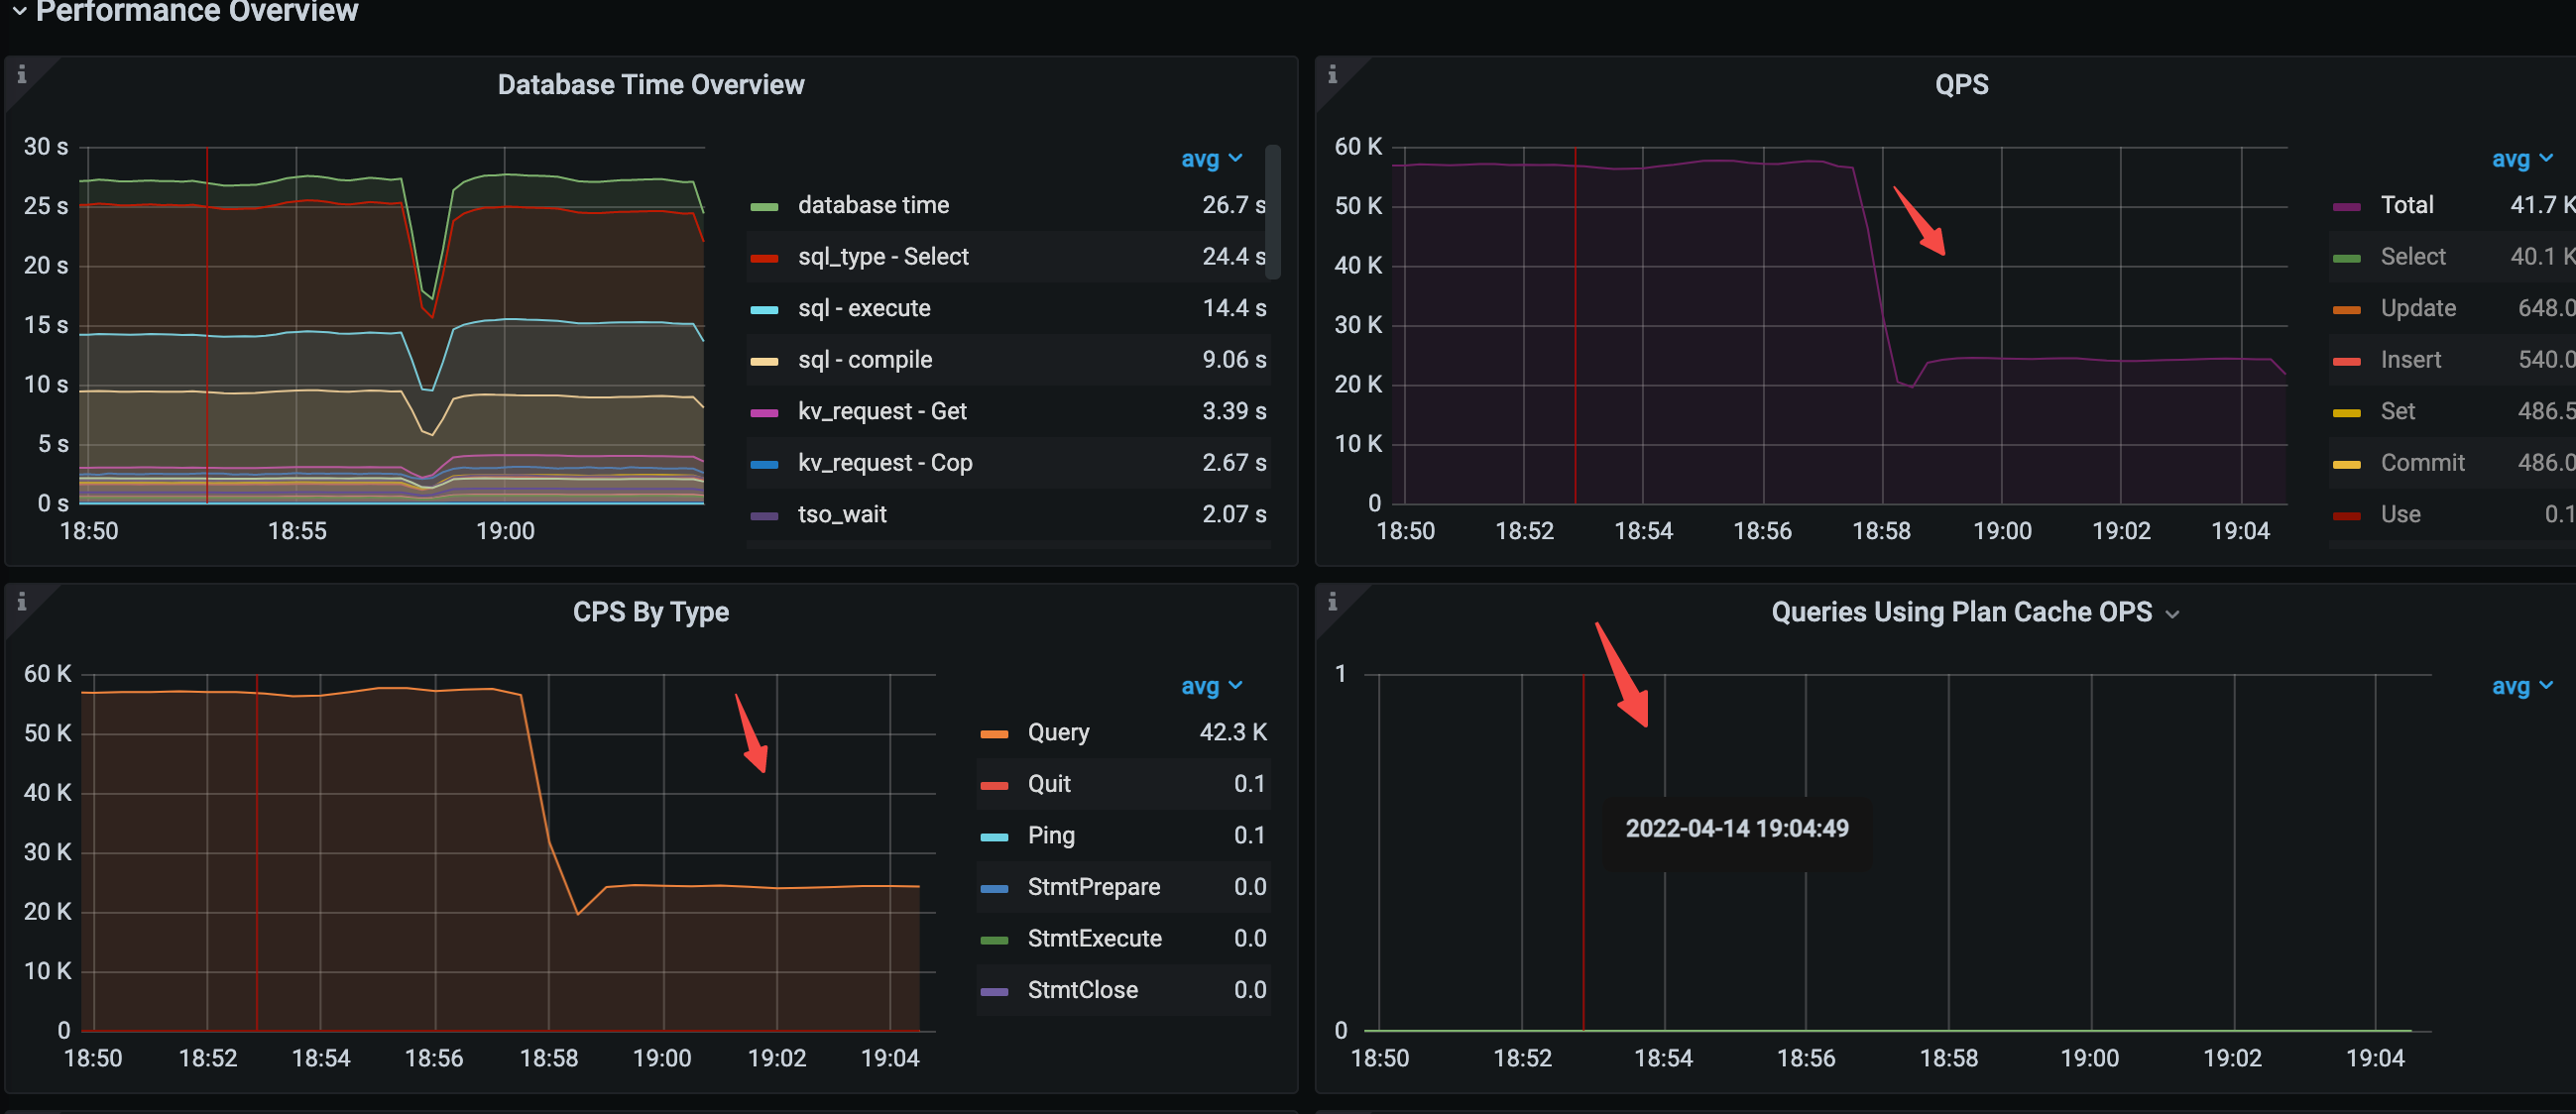 Performance Overview
Database Time Overview
30 s
25 s
20 s
15 s
10 s
5 s
0 s
18:50 18:55 19:00
avg
database time 26.7 s
sql_type - Select 24.4 s
sql - execute 14.4 s
sql - compile 9.06 s
kv_request - Get 3.39 s
kv_request - Cop 2.67 s
tso_wait 2.07 s
QPS
60 K
50 K
40 K
30 K
20 K
10 K
0
18:50 18:52 18:54 18:56 18:58 19:00 19:02 19:04
avg
Total 41.7 K
Select 40.1 K
Update 648.0
Insert 540.0
Set 486.5
Commit 486.0
Use 0.1
CPS By Type
60 K
50 K
40 K
30 K
20 K
10 K
0
18:50 18:52 18:54 18:56 18:58 19:00 19:02 19:04
avg
Query 42.3 K
Quit 0.1
Ping 0.1
StmtPrepare 0.0
StmtExecute 0.0
StmtClose 0.0
Queries Using Plan Cache OPS
1
0
18:50 18:52 18:54 18:56 18:58 19:00 19:02 19:04
avg
2022-04-14 19:04:49